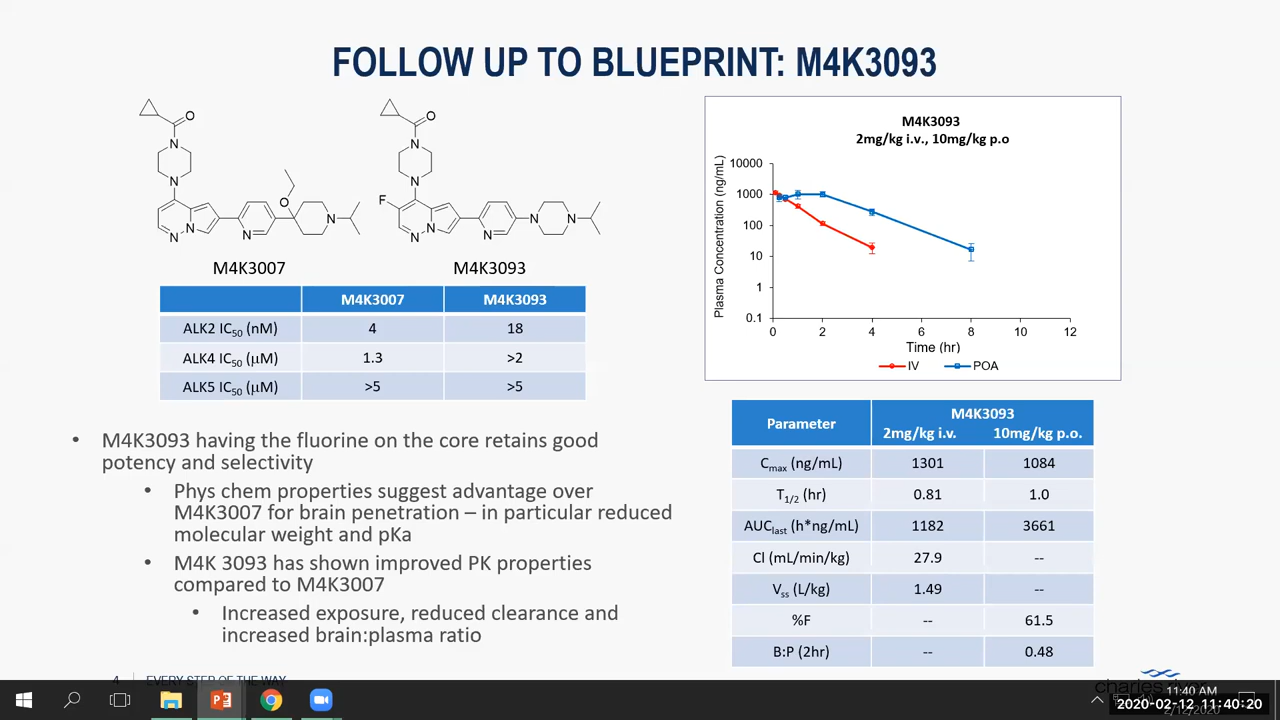 FOLLOW UP TO BLUEPRINT: M4K3093
O
N
N
O
N
N
N
N
M4K3007
O
N
N
F
N
N
N
N
N
M4K3093
M4K3007 M4K3093
ALK2 IC50 (nM) 4 18
ALK4 IC50 (μM) 1.3 >2
ALK5 IC50 (μM) >5 >5
• M4K3093 having the fluorine on the core retains good
potency and selectivity
• Phys chem properties suggest advantage over
M4K3007 for brain penetration – in particular reduced
molecular weight and pKa
• M4K 3093 has shown improved PK properties
compared to M4K3007
• Increased exposure, reduced clearance and
increased brain:plasma ratio
M4K3093
2mg/kg i.v., 10mg/kg p.o
Plasma Concentration (ng/mL)
10000
1000
100
10
1
0.1
0 2 4 6 8 10 12
Time (hr)
IV POA
Parameter M4K3093
2mg/kg i.v. 10mg/kg p.o.
Cmax (ng/mL) 1301 1084
T1/2 (hr) 0.81 1.0
AUClast (h*ng/mL) 1182 3661
Cl (mL/min/kg) 27.9 --
Vss (L/kg) 1.49 --
%F -- 61.5
B:P (2hr) -- 0.48
4 EVERY STEP OF THE WAY
charles river
11:40 AM
2020-02-12, 11:40:20
2/12/2020